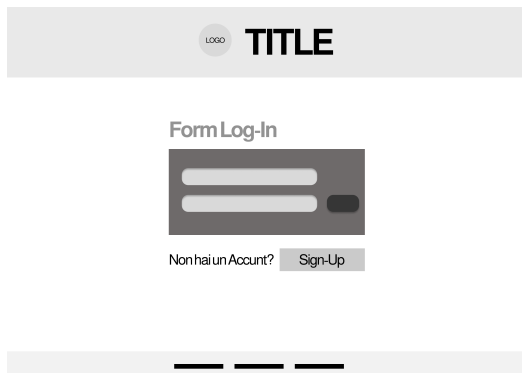 LOGO
TITLE
Form Log-In
Non hai un Accunt?
Sign-Up